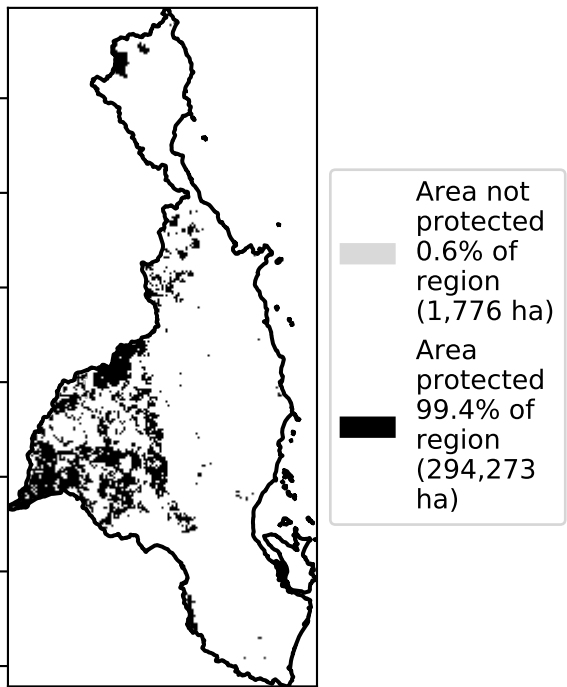 Area not
protected
0.6% of
region
(1,776 ha)
Area
protected
99.4% of
region
(294,273
ha)